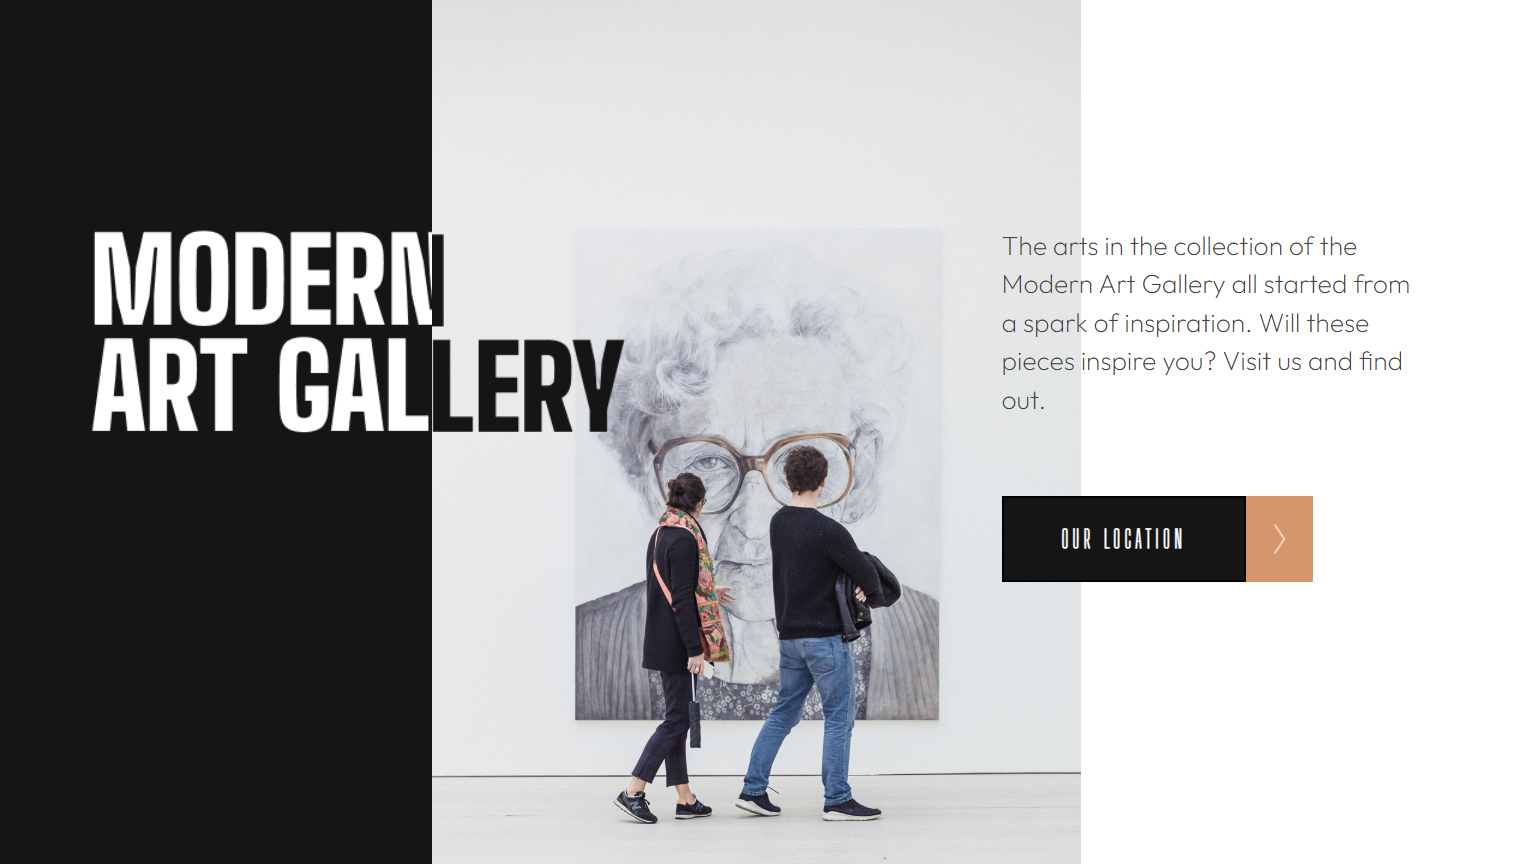 MODERN
ART GALLERY
The arts in the collection of the
Modern Art Gallery all started from
a spark of inspiration. Will these
pieces inspire you? Visit us and find
out.
OUR LOCATION